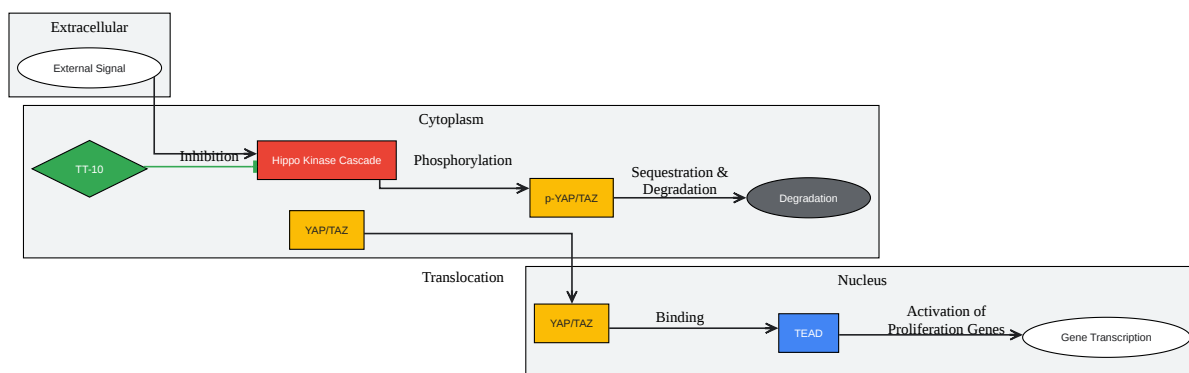 Extracellular
External Signal
Cytoplasm
TT-10
Inhibition
Hippo Kinase Cascade
Phosphorylation
p-YAP/TAZ
Sequestration &
Degradation
Degradation
YAP/TAZ
Translocation
Nucleus
YAP/TAZ
Binding
TEAD
Activation of
Proliferation Genes
Gene Transcription